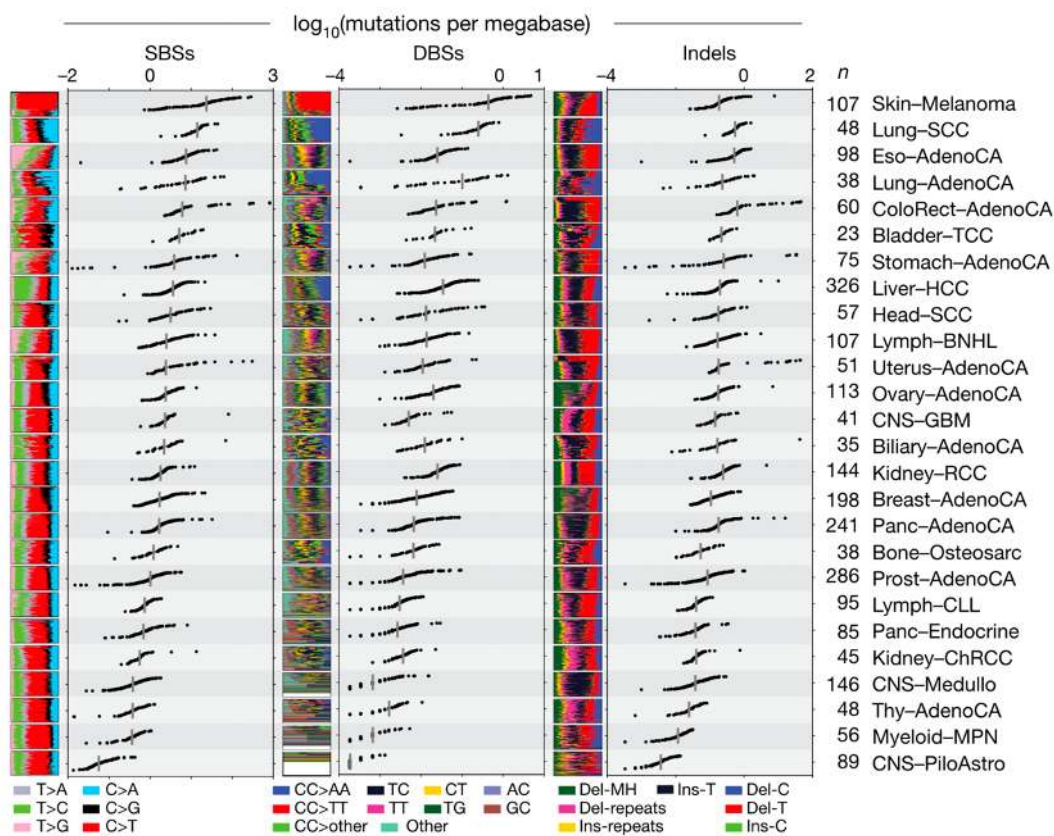 log10(mutations per megabase)
SBSs DBSs Indels
−2 0 3 −4 0 1 −4 0 2 n
107 Skin–Melanoma
48 Lung–SCC
98 Eso–AdenoCA
38 Lung–AdenoCA
60 ColoRect–AdenoCA
23 Bladder–TCC
75 Stomach–AdenoCA
326 Liver–HCC
57 Head–SCC
107 Lymph–BNHL
51 Uterus–AdenoCA
113 Ovary–AdenoCA
41 CNS–GBM
35 Biliary–AdenoCA
144 Kidney–RCC
198 Breast–AdenoCA
241 Panc–AdenoCA
38 Bone–Osteosarc
286 Prost–AdenoCA
95 Lymph–CLL
85 Panc–Endocrine
45 Kidney–ChRCC
146 CNS–Medullo
48 Thy–AdenoCA
56 Myeloid–MPN
89 CNS–PiloAstro
T>A C>A CC>AA TC CT AC Del-MH Ins-T Del-C
T>C C>G CC>TT TT TG GC Del-repeats Del-T
T>G C>T CC>other Other Ins-repeats Ins-C